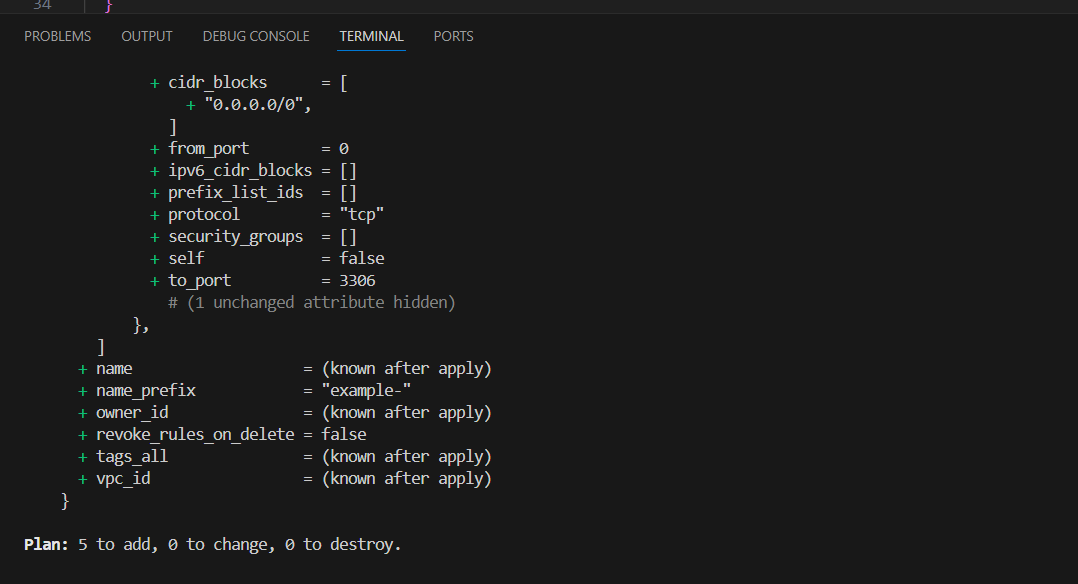 34 }
PROBLEMS OUTPUT DEBUG CONSOLE TERMINAL PORTS
+ cidr_blocks = [
+ "0.0.0.0/0",
]
+ from_port = 0
+ ipv6_cidr_blocks = []
+ prefix_list_ids = []
+ protocol = "tcp"
+ security_groups = []
+ self = false
+ to_port = 3306
# (1 unchanged attribute hidden)
},
]
+ name = (known after apply)
+ name_prefix = "example-"
+ owner_id = (known after apply)
+ revoke_rules_on_delete = false
+ tags_all = (known after apply)
+ vpc_id = (known after apply)
}
Plan: 5 to add, 0 to change, 0 to destroy.